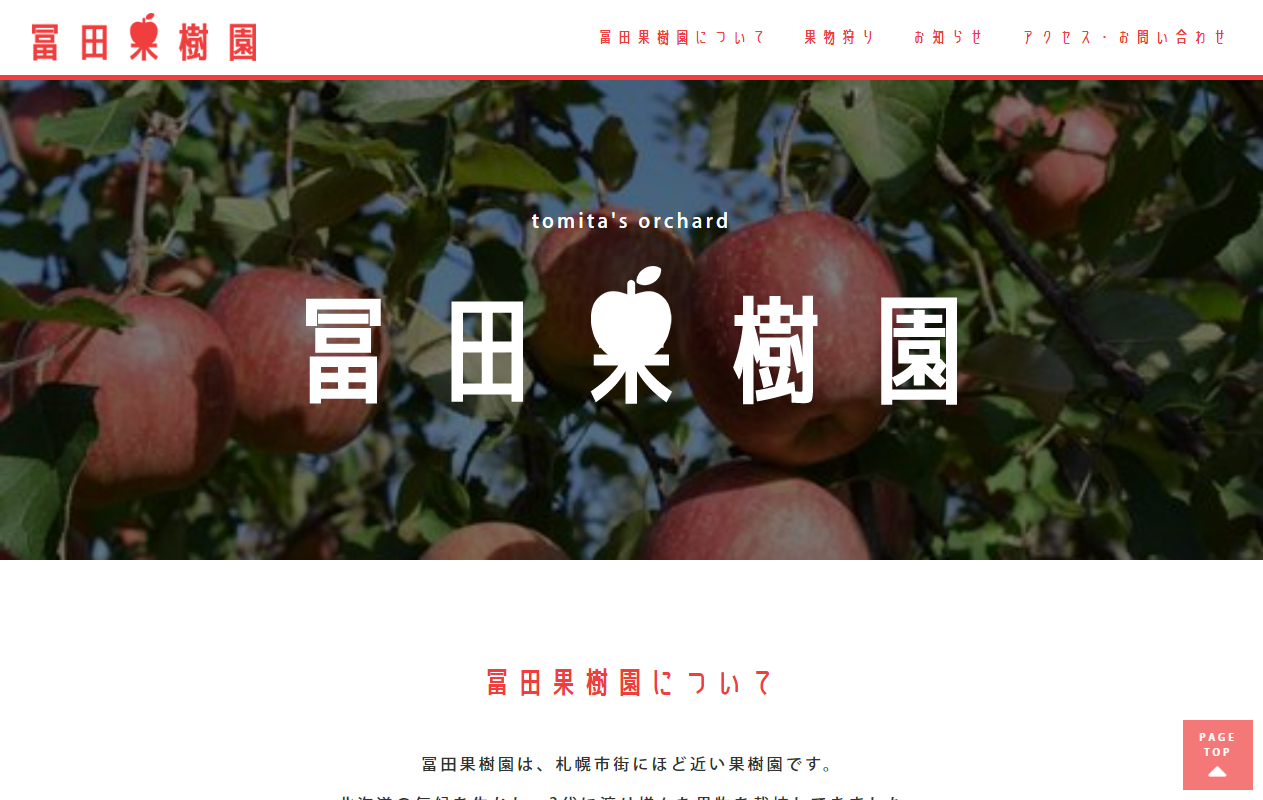 冨田果樹園
冨田果樹園について 果物狩り お知らせ アクセス・お問い合わせ
tomita's orchard
冨田果樹園
冨田果樹園について
冨田果樹園は、札幌市街にほど近い果樹園です。
PAGE
TOP